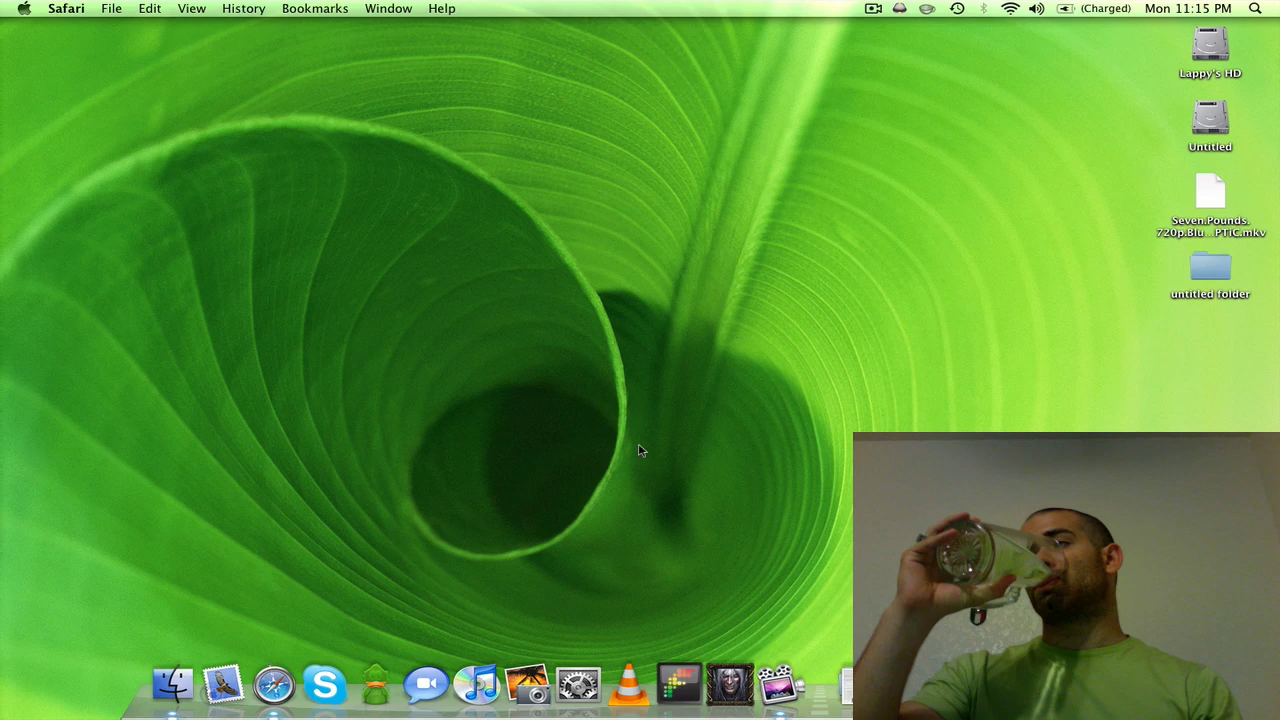 Safari File Edit View History Bookmarks Window Help (Charged) Mon 11:15 PM
Lappy's HD
Untitled
Seven.Pounds.
720p.Blu...PTiC.mkv
untitled folder